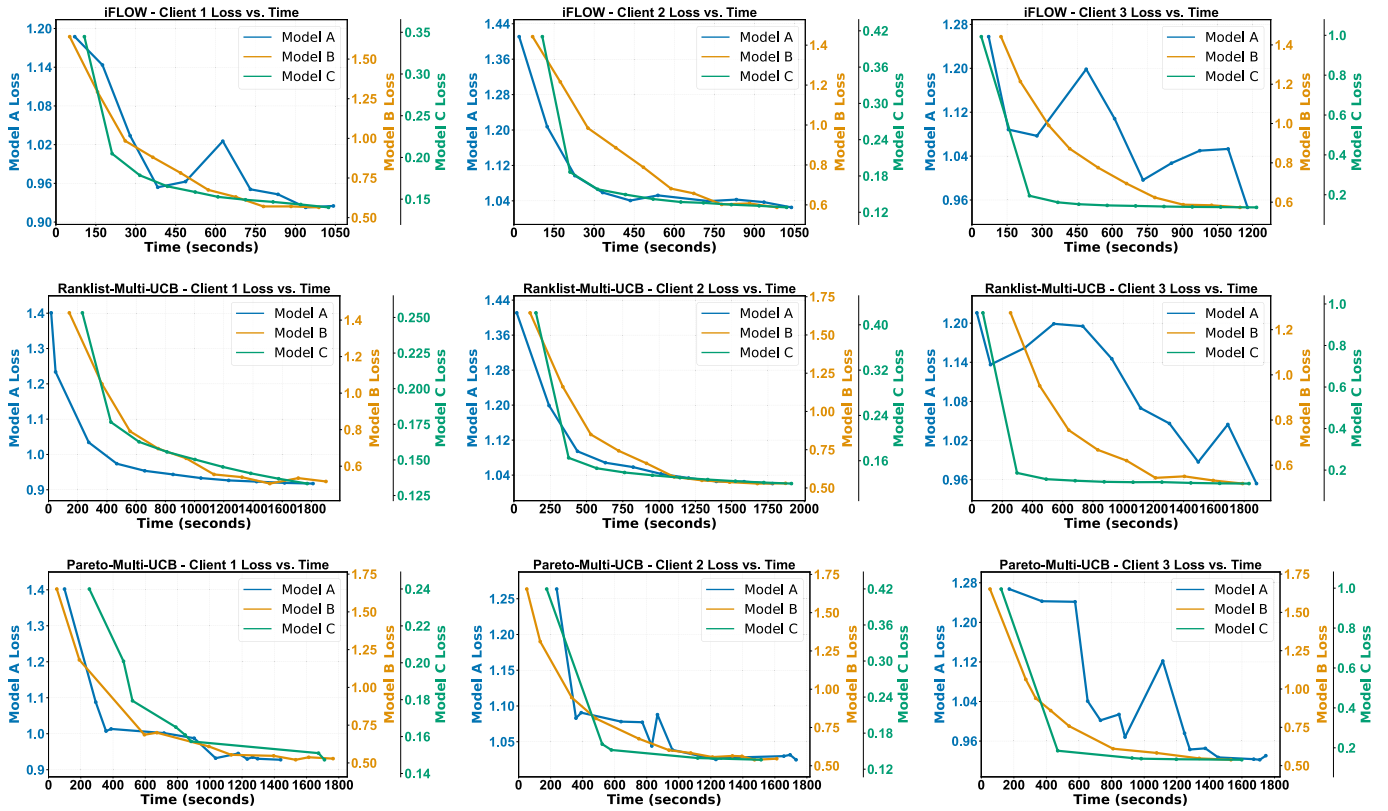 iFLOW - Client 1 Loss vs. Time
Model A
Model B
Model C
1.20
1.14
1.08
1.02
0.96
0.90
Model A Loss
0 150 300 450 600 750 900 1050
Time (seconds)
1.50
1.00
0.50
Model B Loss
0.35
0.30
0.25
0.20
0.15
Model C Loss
iFLOW - Client 2 Loss vs. Time
Model A
Model B
Model C
1.44
1.36
1.28
1.20
1.12
1.04
Model A Loss
0 150 300 450 600 750 900 1050
Time (seconds)
1.4
1.2
1.0
0.8
0.6
Model B Loss
0.42
0.36
0.30
0.24
0.18
0.12
Model C Loss
iFLOW - Client 3 Loss vs. Time
Model A
Model B
Model C
1.28
1.20
1.12
1.04
0.96
Model A Loss
0 150 300 450 600 750 900 1050 1200
Time (seconds)
1.4
1.2
1.0
0.8
0.6
Model B Loss
1.0
0.8
0.6
0.4
0.2
Model C Loss
Ranklist-Multi-UCB - Client 1 Loss vs. Time
Model A
Model B
Model C
1.4
1.3
1.2
1.1
1.0
0.9
Model A Loss
0 200 400 600 800 1000 1200 1400 1600 1800
Time (seconds)
1.4
1.2
1.0
0.8
0.6
Model B Loss
0.250
0.225
0.200
0.175
0.150
0.125
Model C Loss
Ranklist-Multi-UCB - Client 2 Loss vs. Time
Model A
Model B
Model C
1.44
1.36
1.28
1.20
1.12
1.04
Model A Loss
0 250 500 750 1000 1250 1500 1750 2000
Time (seconds)
1.75
1.50
1.25
1.00
0.75
0.50
Model B Loss
0.40
0.32
0.24
0.16
Model C Loss
Ranklist-Multi-UCB - Client 3 Loss vs. Time
Model A
Model B
Model C
1.20
1.14
1.08
1.02
0.96
Model A Loss
0 200 400 600 800 1000 1200 1400 1600 1800
Time (seconds)
1.2
1.0
0.8
0.6
Model B Loss
1.0
0.8
0.6
0.4
0.2
Model C Loss
Pareto-Multi-UCB - Client 1 Loss vs. Time
Model A
Model B
Model C
1.4
1.3
1.2
1.1
1.0
0.9
Model A Loss
0 200 400 600 800 1000 1200 1400 1600 1800
Time (seconds)
1.75
1.50
1.25
1.00
0.75
0.50
Model B Loss
0.24
0.22
0.20
0.18
0.16
0.14
Model C Loss
Pareto-Multi-UCB - Client 2 Loss vs. Time
Model A
Model B
Model C
1.25
1.20
1.15
1.10
1.05
Model A Loss
0 200 400 600 800 1000 1200 1400 1600 1800
Time (seconds)
1.75
1.50
1.25
1.00
0.75
0.50
Model B Loss
0.42
0.36
0.30
0.24
0.18
0.12
Model C Loss
Pareto-Multi-UCB - Client 3 Loss vs. Time
Model A
Model B
Model C
1.28
1.20
1.12
1.04
0.96
Model A Loss
0 200 400 600 800 1000 1200 1400 1600 1800
Time (seconds)
1.75
1.50
1.25
1.00
0.75
0.50
Model B Loss
1.0
0.8
0.6
0.4
0.2
Model C Loss